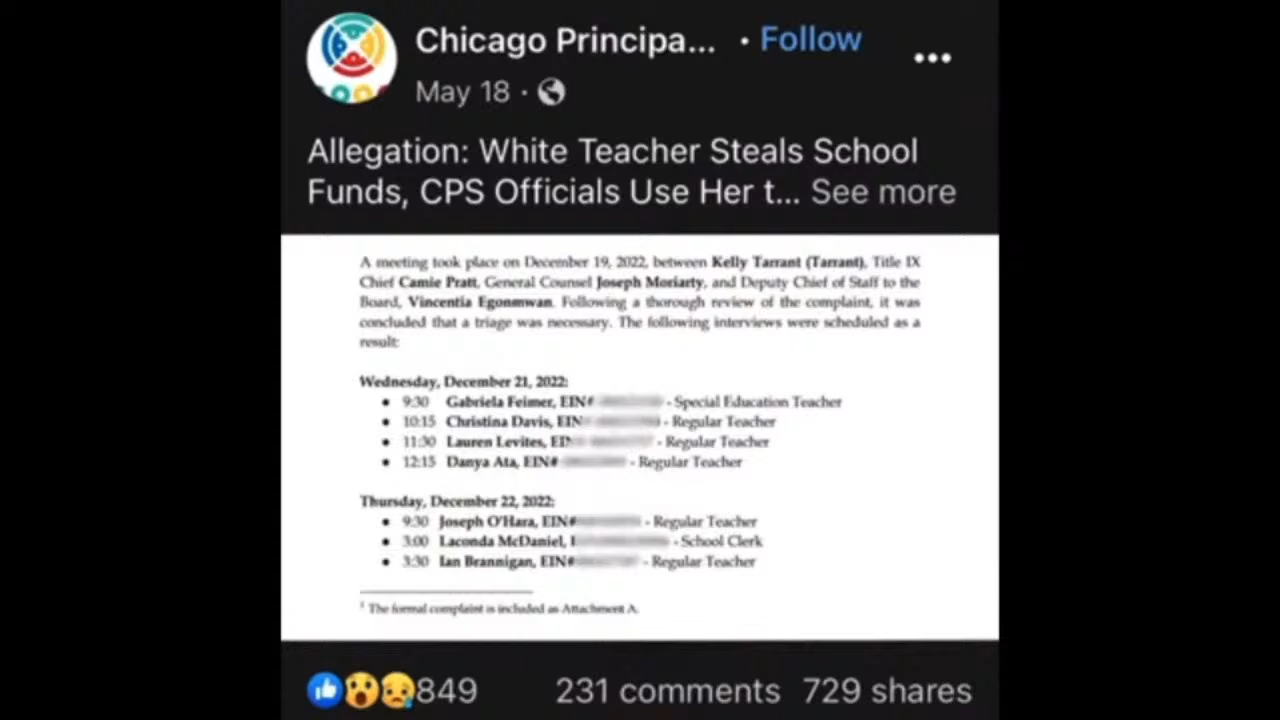 Chicago Principa... · Follow
May 18 ·
Allegation: White Teacher Steals School
Funds, CPS Officials Use Her t... See more
A meeting took place on December 19, 2022, between Kelly Tarrant (Tarrant), Title IX
Chief Camie Pratt, General Counsel Joseph Moriarty, and Deputy Chief of Staff to the
Board, Vincentia Egonmwan. Following a thorough review of the complaint, it was
concluded that a triage was necessary. The following interviews were scheduled as a
result:
Wednesday, December 21, 2022:
• 9:30 Gabriela Feimer, EIN# - Special Education Teacher
• 10:15 Christina Davis, EIN - Regular Teacher
• 11:30 Lauren Levites, EIN - Regular Teacher
• 12:15 Danya Ata, EIN# - Regular Teacher
Thursday, December 22, 2022:
• 9:30 Joseph O'Hara, EIN# - Regular Teacher
• 3:00 Laconda McDaniel, - School Clerk
• 3:30 Ian Brannigan, EIN# - Regular Teacher
1 The formal complaint is included as Attachment A.
849 231 comments 729 shares